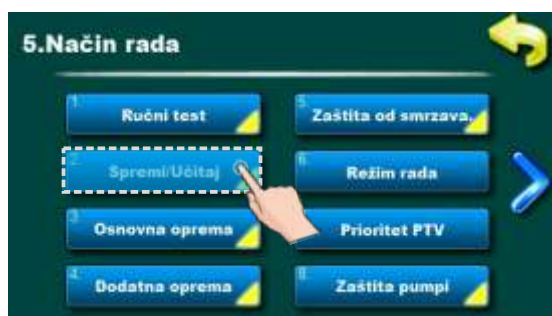 5.Način rada
1. Ručni test
2. Spremi/Učitaj
3. Osnovna oprema
4. Dodatna oprema
5. Zaštita od smrzava.
6. Režim rada
Prioritet PTV
8. Zaštita pumpi